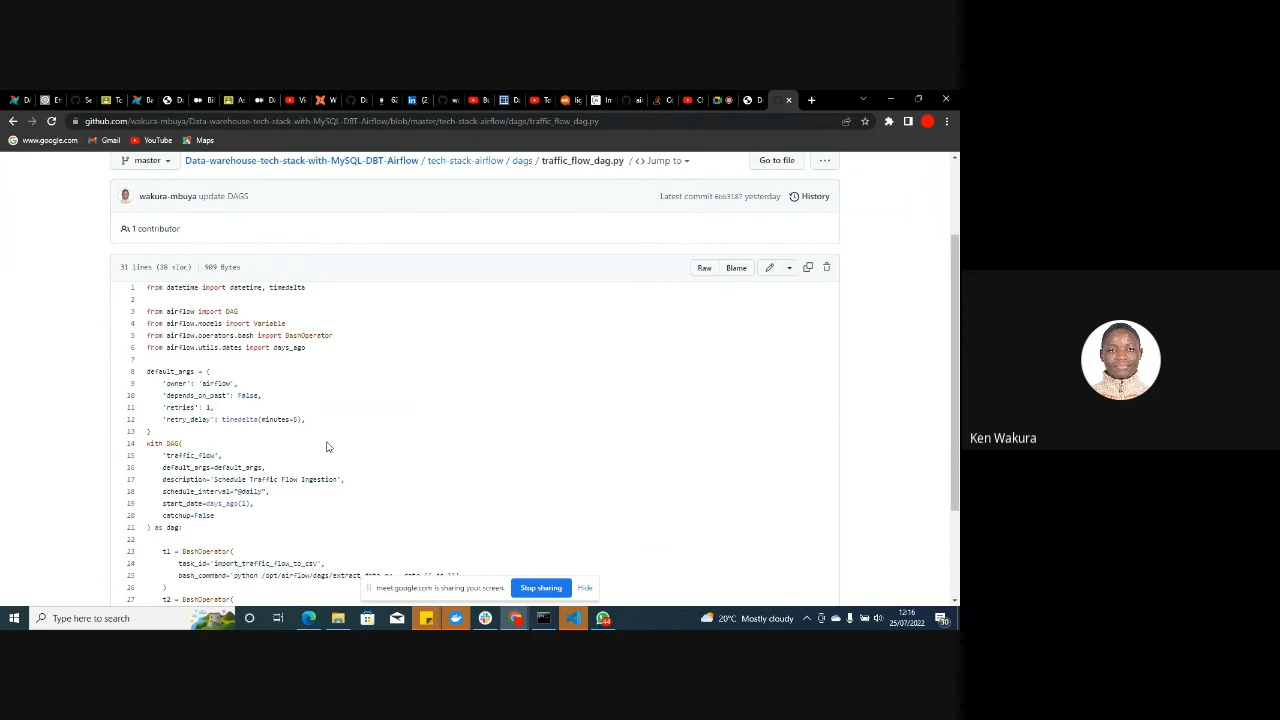 github.com/wakura-mbuya/Data-warehouse-tech-stack-with-MySQL-DBT-Airflow/blob/master/tech-stack-airflow/dags/traffic_flow_dag.py
www.google.com Gmail YouTube Maps
master Data-warehouse-tech-stack-with-MySQL-DBT-Airflow / tech-stack-airflow / dags / traffic_flow_dag.py <> Jump to Go to file ...
wakura-mbuya update DAGS Latest commit 6bb3187 yesterday History
1 contributor
31 lines (28 sloc) | 909 Bytes Raw Blame
1 from datetime import datetime, timedelta
2
3 from airflow import DAG
4 from airflow.models import Variable
5 from airflow.operators.bash import BashOperator
6 from airflow.utils.dates import days_ago
7
8 default_args = {
9 'owner': 'airflow',
10 'depends_on_past': False,
11 'retries': 1,
12 'retry_delay': timedelta(minutes=5),
13 }
14 with DAG(
15 'traffic_flow',
16 default_args=default_args,
17 description='Schedule Traffic Flow Ingestion',
18 schedule_interval="@daily",
19 start_date=days_ago(1),
20 catchup=False
21 ) as dag:
22
23 t1 = BashOperator(
24 task_id='import_traffic_flow_to_csv',
25 bash_command='python /opt/airflow/dags/extract
26 )
27 t2 = BashOperator(
meet.google.com is sharing your screen. Stop sharing Hide
Ken Wakura
Type here to search 44 20°C Mostly cloudy 12:16
25/07/2022 30